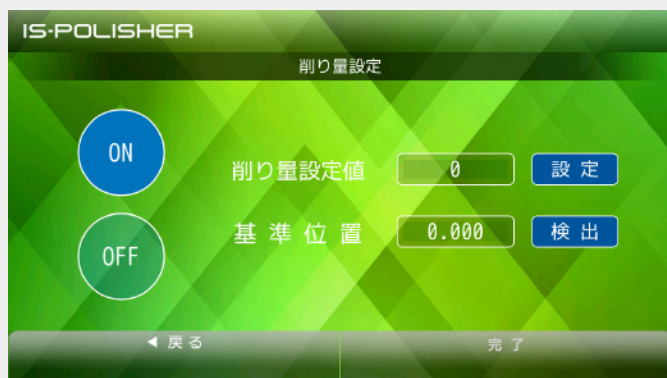 IS-POLISHER
削り量設定
ON
削り量設定値 0 設定
基準位置 0.000 検出
OFF
◀ 戻る 完了